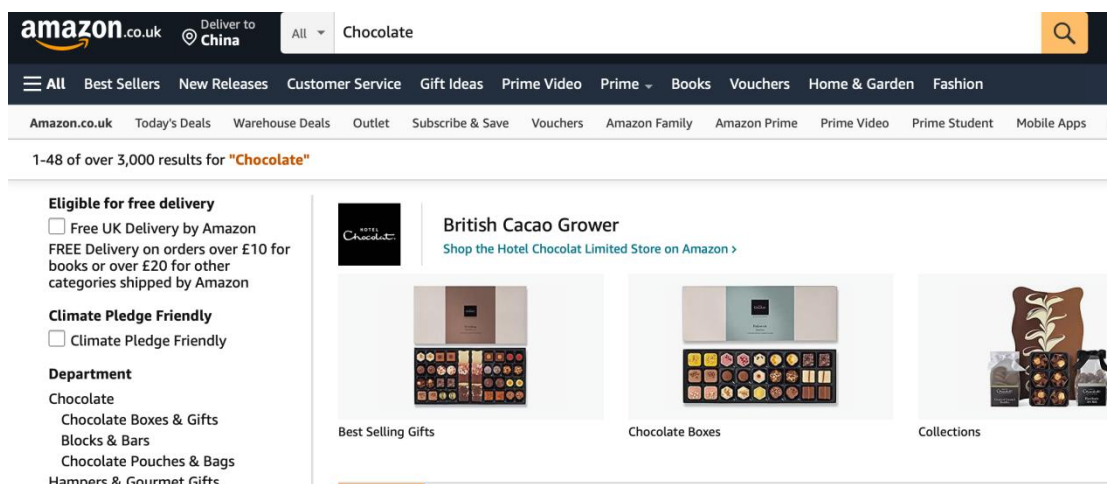 amazon.co.uk
Deliver to
China
All
Chocolate
All Best Sellers New Releases Customer Service Gift Ideas Prime Video Prime Books Vouchers Home & Garden Fashion
Amazon.co.uk Today's Deals Warehouse Deals Outlet Subscribe & Save Vouchers Amazon Family Amazon Prime Prime Video Prime Student Mobile Apps
1-48 of over 3,000 results for "Chocolate"
Eligible for free delivery
Free UK Delivery by Amazon
FREE Delivery on orders over £10 for
books or over £20 for other
categories shipped by Amazon
Climate Pledge Friendly
Climate Pledge Friendly
Department
Chocolate
Chocolate Boxes & Gifts
Blocks & Bars
Chocolate Pouches & Bags
Hampers & Gourmet Gifts
HOTEL
Chocolat.
British Cacao Grower
Shop the Hotel Chocolat Limited Store on Amazon ›
Best Selling Gifts
Chocolate Boxes
Collections